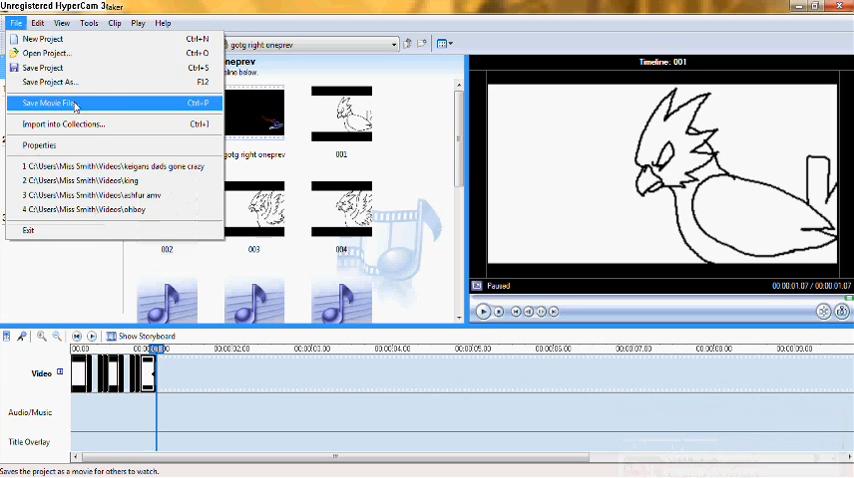 Unregistered HyperCam 3
Maker
File Edit View Tools Clip Play Help
New Project Ctrl+N
Open Project... Ctrl+O
Save Project Ctrl+S
Save Project As... F12
Save Movie File... Ctrl+P
Import into Collections... Ctrl+I
Properties
1 C:\Users\Miss Smith\Videos\keigans dads gone crazy
2 C:\Users\Miss Smith\Videos\king
3 C:\Users\Miss Smith\Videos\ashfur amv
4 C:\Users\Miss Smith\Videos\ohboy
Exit
gotg right oneprev
oneprev
line below.
gotg right oneprev
001
002
003
004
Timeline: 001
Paused
00:00:01.07 / 00:00:01.07
Show Storyboard
00:00:02.00 00:00:03.00 00:00:04.00 00:00:05.00 00:00:06.00 00:00:07.00 00:00:08.00 00:00:09.00
Video
Audio/Music
Title Overlay
Saves the project as a movie for others to watch.